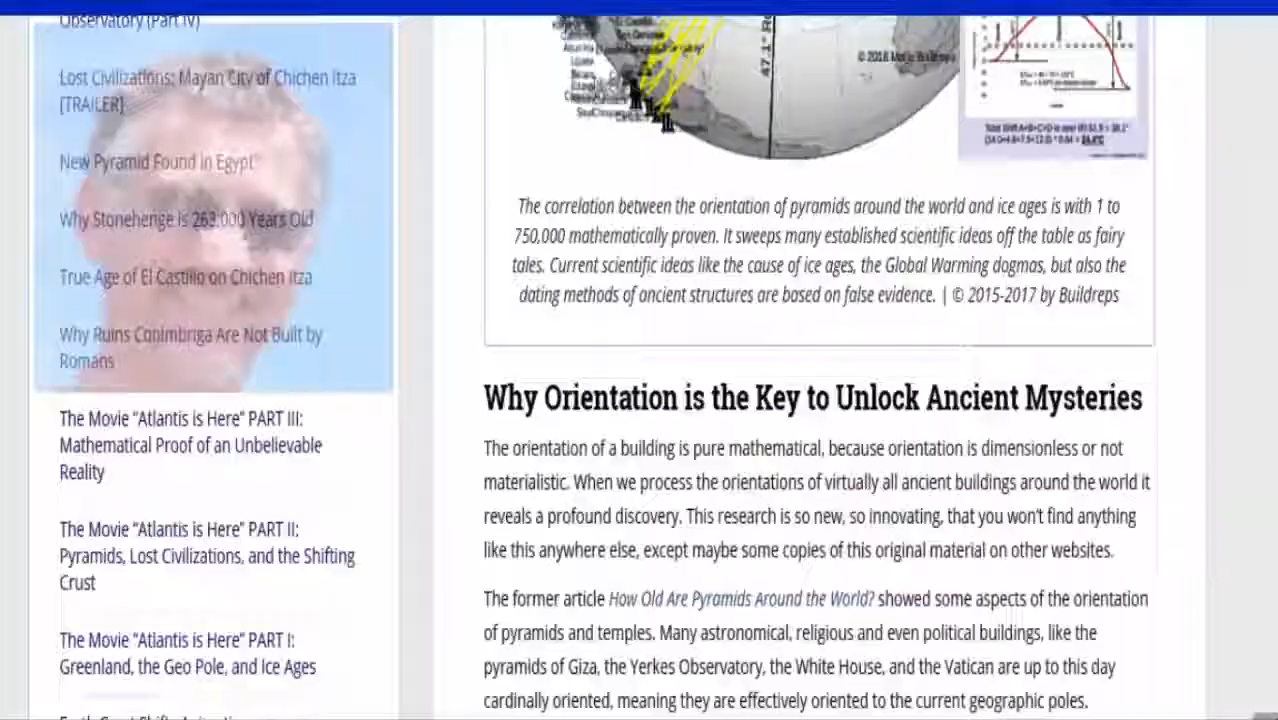 Observatory (Part IV)
Lost Civilizations: Mayan City of Chichen Itza
[TRAILER]
New Pyramid Found in Egypt
Why Stonehenge is 263.000 Years Old
True Age of El Castillo on Chichen Itza
Why Ruins Conimbriga Are Not Built by
Romans
The Movie “Atlantis is Here” PART III:
Mathematical Proof of an Unbelievable
Reality
The Movie “Atlantis is Here” PART II:
Pyramids, Lost Civilizations, and the Shifting
Crust
The Movie “Atlantis is Here” PART I:
Greenland, the Geo Pole, and Ice Ages
47.1° R
The correlation between the orientation of pyramids around the world and ice ages is with 1 to
750,000 mathematically proven. It sweeps many established scientific ideas off the table as fairy
tales. Current scientific ideas like the cause of ice ages, the Global Warming dogmas, but also the
dating methods of ancient structures are based on false evidence. | © 2015-2017 by Buildreps
Why Orientation is the Key to Unlock Ancient Mysteries
The orientation of a building is pure mathematical, because orientation is dimensionless or not
materialistic. When we process the orientations of virtually all ancient buildings around the world it
reveals a profound discovery. This research is so new, so innovating, that you won't find anything
like this anywhere else, except maybe some copies of this original material on other websites.
The former article How Old Are Pyramids Around the World? showed some aspects of the orientation
of pyramids and temples. Many astronomical, religious and even political buildings, like the
pyramids of Giza, the Yerkes Observatory, the White House, and the Vatican are up to this day
cardinally oriented, meaning they are effectively oriented to the current geographic poles.